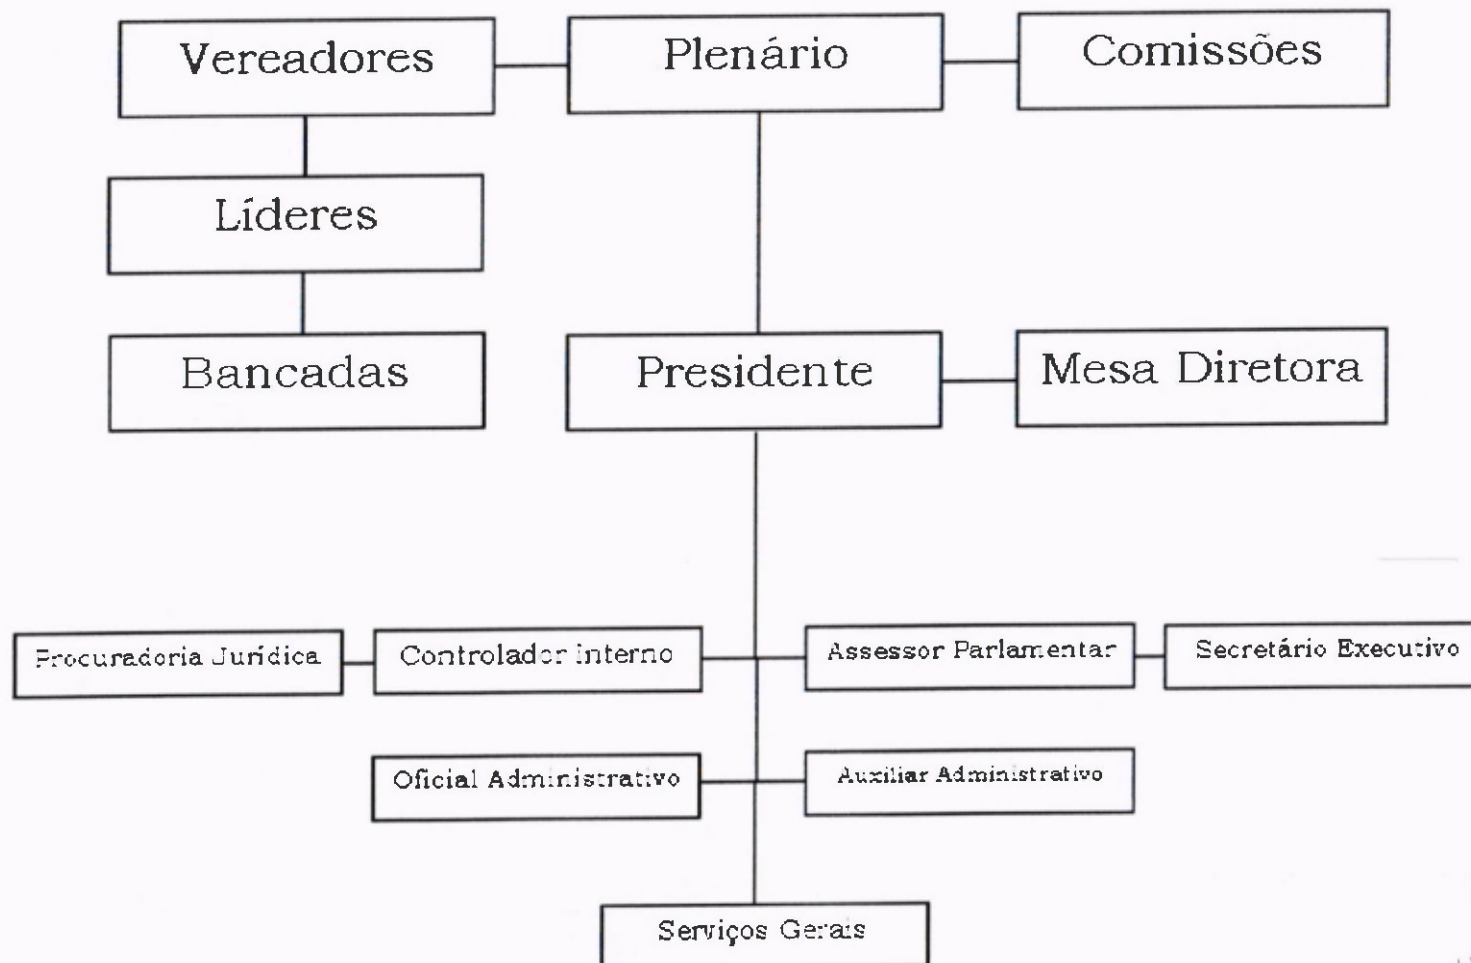 Vereadores
Plenário
Comissões
Líderes
Bancadas
Presidente
Mesa Diretora
Procuradoria Jurídica
Controlador Interno
Assessor Parlamentar
Secretário Executivo
Oficial Administrativo
Auxiliar Administrativo
Serviços Gerais